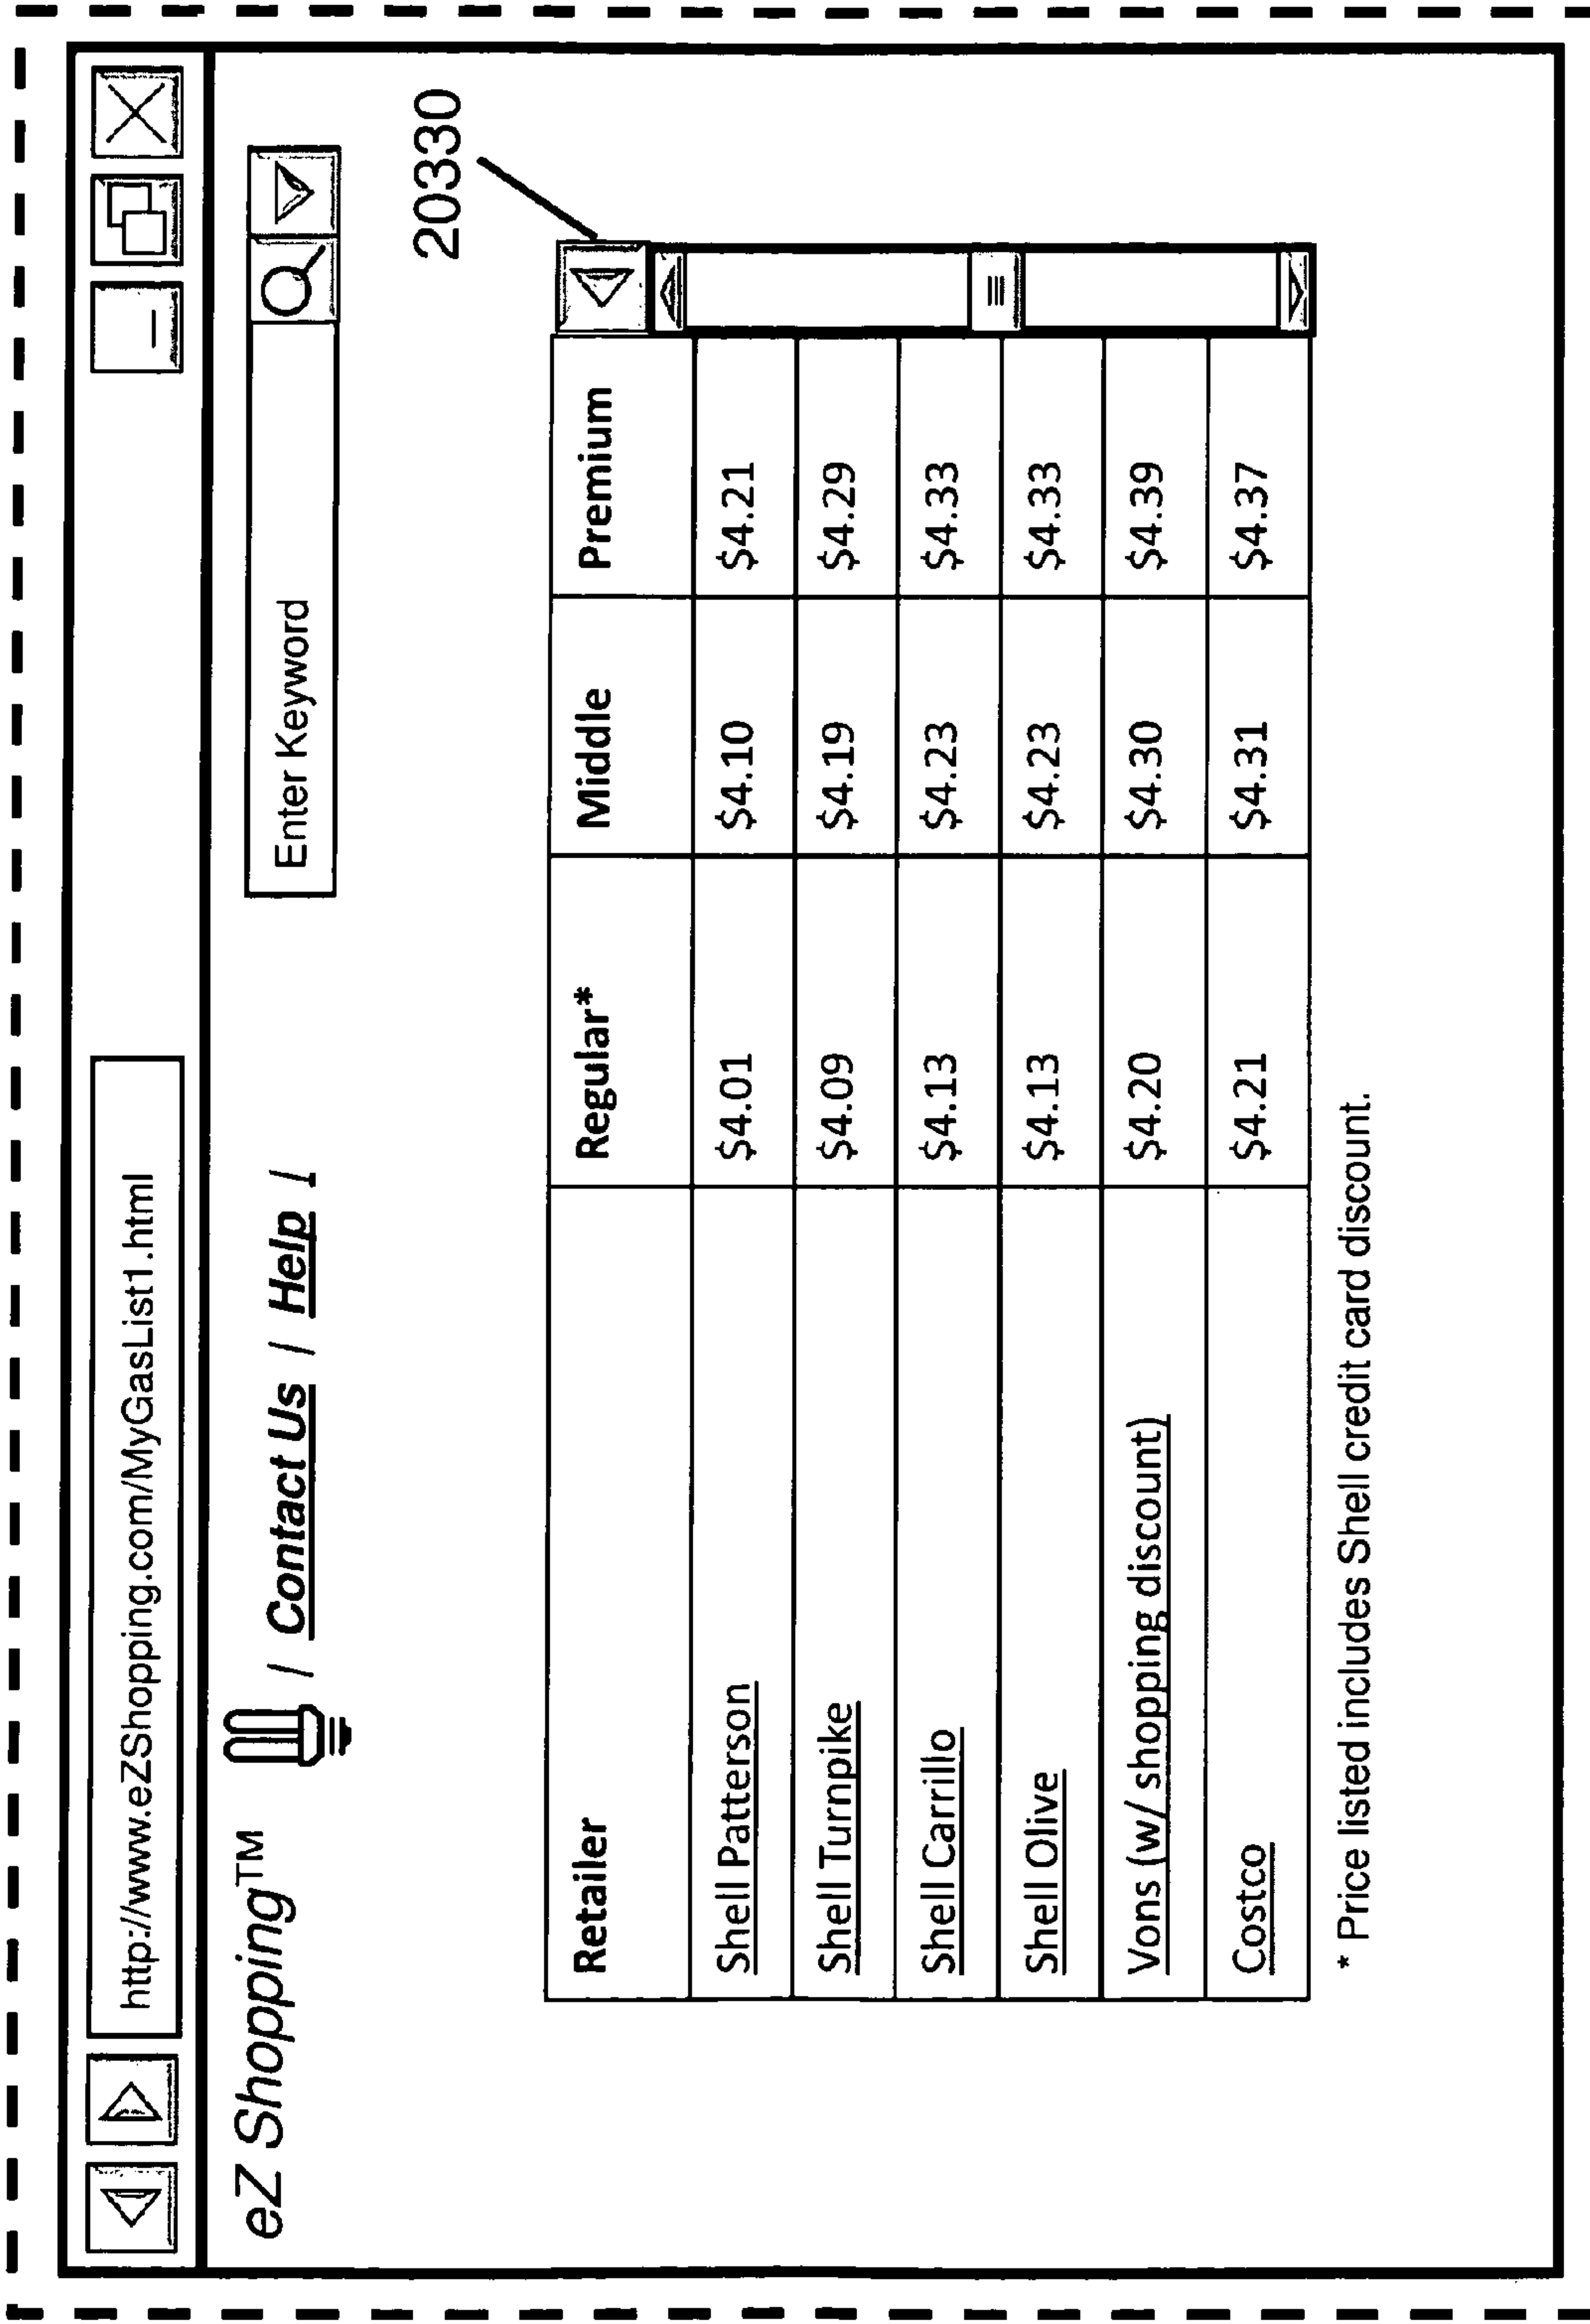 http://www.eZShopping.com/MyGasList1.html
eZ Shopping™ / Contact Us / Help /
Enter Keyword
20330
Retailer Regular* Middle Premium
Shell Patterson $4.01 $4.10 $4.21
Shell Turnpike $4.09 $4.19 $4.29
Shell Carrillo $4.13 $4.23 $4.33
Shell Olive $4.13 $4.23 $4.33
Vons (w/ shopping discount) $4.20 $4.30 $4.39
Costco $4.21 $4.31 $4.37
* Price listed includes Shell credit card discount.